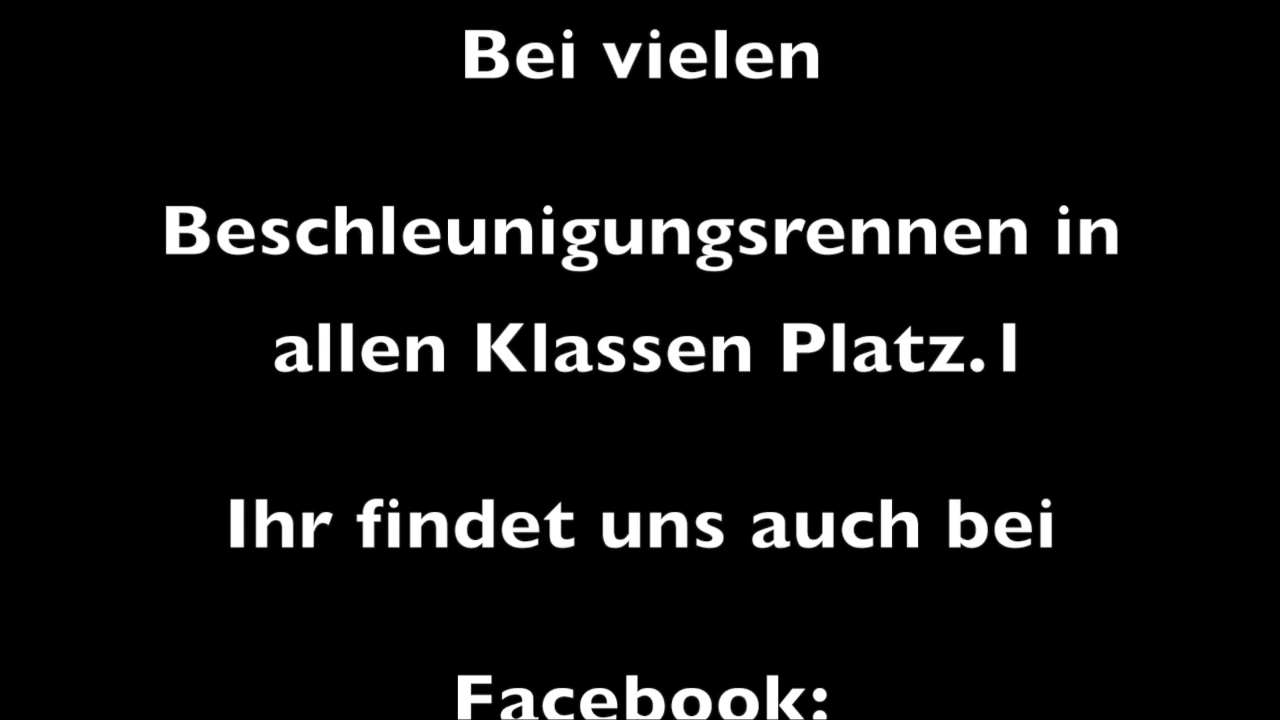 Bei vielen
Beschleunigungsrennen in
allen Klassen Platz.1
Ihr findet uns auch bei
Facebook: